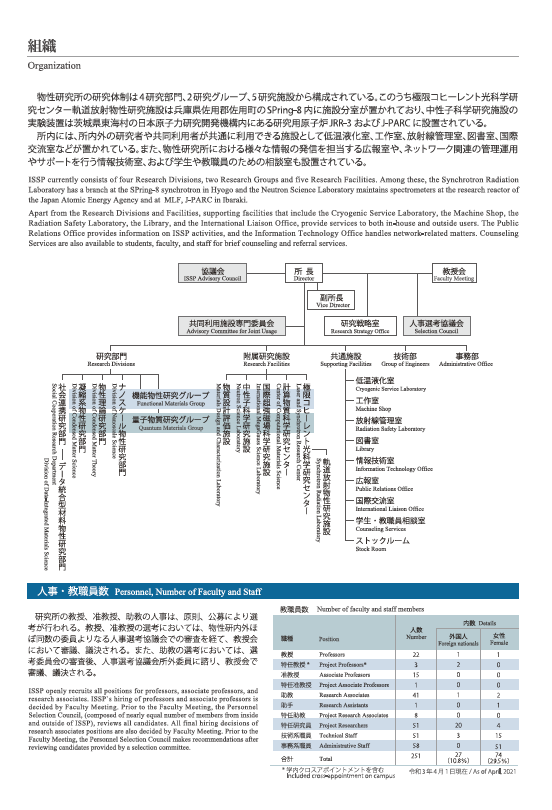 組織
Organization
物性研究所の研究体制は4研究部門、2研究グループ、5研究施設から構成されている。このうち極限コヒーレント光科学研
究センター軌道放射物性研究施設は兵庫県佐用郡佐用町のSPring-8内に施設分室が置かれており、中性子科学研究施設の
実験装置は茨城県東海村の日本原子力研究開発機構内にある研究用原子炉JRR-3およびJ-PARCに設置されている。
所内には、所内外の研究者や共同利用者が共通に利用できる施設として低温液化室、工作室、放射線管理室、図書室、国際
交流室などが置かれている。また、物性研究所における様々な情報の発信を担当する広報室や、ネットワーク関連の管理運用
やサポートを行う情報技術室、および学生や教職員のための相談室も設置されている。
ISSP currently consists of four Research Divisions, two Research Groups and five Research Facilities. Among these, the Synchrotron Radiation
Laboratory has a branch at the SPring-8 synchrotron in Hyogo and the Neutron Science Laboratory maintains spectrometers at the research reactor of
the Japan Atomic Energy Agency and at MLF, J-PARC in Ibaraki.
Apart from the Research Divisions and Facilities, supporting facilities that include the Cryogenic Service Laboratory, the Machine Shop, the
Radiation Safety Laboratory, the Library, and the International Liaison Office, provide services to both in-house and outside users. The Public
Relations Office provides information on ISSP activities, and the Information Technology Office handles network-related matters. Counseling
Services are also available to students, faculty, and staff for brief counseling and referral services.
協議会
ISSP Advisory Council
所 長
Director
教授会
Faculty Meeting
副所長
Vice Director
共同利用施設専門委員会
Advisory Committee for Joint Usage
研究戦略室
Research Strategy Office
人事選考協議会
Selection Council
研究部門
Research Divisions
附属研究施設
Research Facilities
共通施設
Supporting Facilities
技術部
Group of Engineers
事務部
Administrative Office
社会連携研究部門 ― データ統合型材料物性研究部門
Social Cooperation Research Department
Division of Data-Integrated Materials Science
凝縮系物性研究部門
Division of Condensed Matter Science
物性理論研究部門
Division of Condensed Matter Theory
ナノスケール物性研究部門
Division of Nanoscale Science
機能物性研究グループ
Functional Materials Group
量子物質研究グループ
Quantum Materials Group
物質設計評価施設
Materials Design and Characterization Laboratory
中性子科学研究施設
Neutron Science Laboratory
国際超強磁場科学研究施設
International MegaGauss Science Laboratory
計算物質科学研究センター
Center of Computational Materials Science
極限コヒーレント光科学研究センター
Laser and Synchrotron Research Center
軌道放射物性研究施設
Synchrotron Radiation Laboratory
低温液化室
Cryogenic Service Laboratory
工作室
Machine Shop
放射線管理室
Radiation Safety Laboratory
図書室
Library
情報技術室
Information Technology Office
広報室
Public Relations Office
国際交流室
International Liaison Office
学生・教職員相談室
Counseling Services
ストックルーム
Stock Room
人事・教職員数 Personnel, Number of Faculty and Staff
研究所の教授、准教授、助教の人事は、原則、公募により選
考が行われる。教授、准教授の選考においては、物性研内外ほ
ぼ同数の委員よりなる人事選考協議会での審査を経て、教授会
において審議、議決される。また、助教の選考においては、選
考委員会の審査後、人事選考協議会所外委員に諮り、教授会で
審議、議決される。
ISSP openly recruits all positions for professors, associate professors, and
research associates. ISSP's hiring of professors and associate professors is
decided by Faculty Meeting. Prior to the Faculty Meeting, the Personnel
Selection Council, (composed of nearly equal number of members from inside
and outside of ISSP), reviews all candidates. All final hiring decisions of
research associates positions are also decided by Faculty Meeting. Prior to the
Faculty Meeting, the Personnel Selection Council makes recommendations after
reviewing candidates provided by a selection committee.
教職員数 Number of faculty and staff members
職種 Position 人数 Number 内数 Details
外国人 Foreign nationals 女性 Female
教授 Professors 22 1 1
特任教授* Project Professors* 3 2 0
准教授 Associate Professors 15 0 0
特任准教授 Project Associate Professors 1 0 0
助教 Research Associates 41 1 2
助手 Research Assistants 1 0 1
特任助教 Project Research Associates 8 0 0
特任研究員 Project Researchers 51 20 4
技術系職員 Technical Staff 51 3 15
事務系職員 Administrative Staff 58 0 51
合計 Total 251 27 (10.8%) 74 (29.5%)
*学内クロスアポイントメントを含む
Included cross-appointment on campus
令和3年4月1日現在 / As of April, 2021